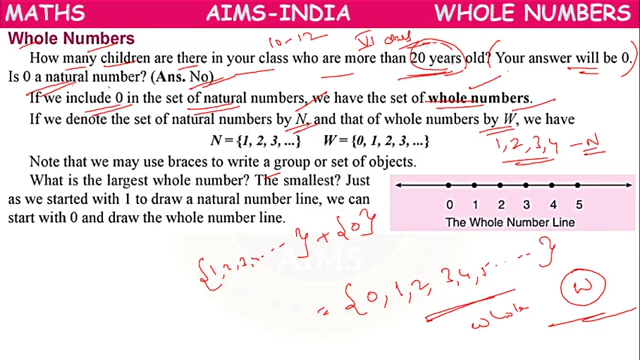 MATHS AIMS-INDIA WHOLE NUMBERS
Whole Numbers
10-12 VI class
How many children are there in your class who are more than 20 years old? Your answer will be 0.
Is 0 a natural number? (Ans. No)
If we include 0 in the set of natural numbers, we have the set of whole numbers.
If we denote the set of natural numbers by N, and that of whole numbers by W, we have
N = {1, 2, 3, ...} W = {0, 1, 2, 3, ...}
1, 2, 3, 4 - N
Note that we may use braces to write a group or set of objects.
What is the largest whole number? The smallest? Just
as we started with 1 to draw a natural number line, we can
start with 0 and draw the whole number line.
0 1 2 3 4 5
The Whole Number Line
{1, 2, 3, .....} + {0}
AIMS
= {0, 1, 2, 3, 4, 5 ......}
whole
W